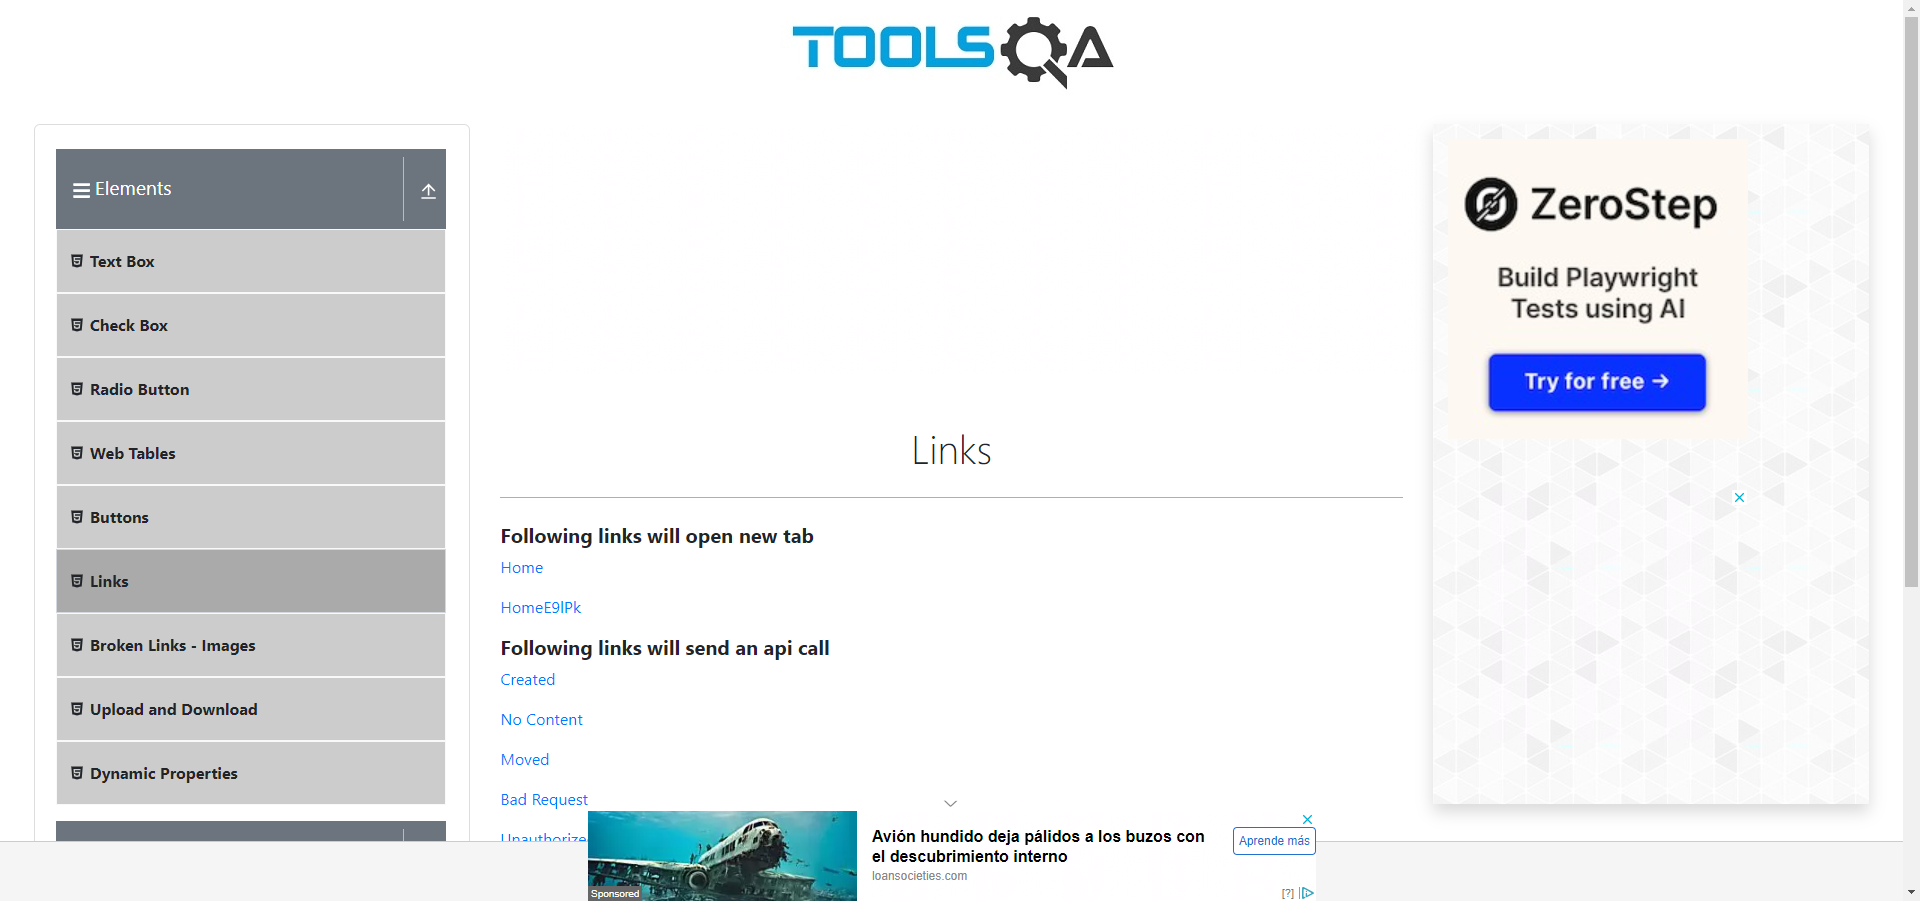 TOOLSQA
Elements
Text Box
Check Box
Radio Button
Web Tables
Buttons
Links
Broken Links - Images
Upload and Download
Dynamic Properties
Links
Following links will open new tab
Home
HomeE9lPk
Following links will send an api call
Created
No Content
Moved
Bad Request
ZeroStep
Build Playwright
Tests using AI
Try for free →
Avión hundido deja pálidos a los buzos con
el descubrimiento interno
loansocieties.com
Aprende más
Sponsored
[?]